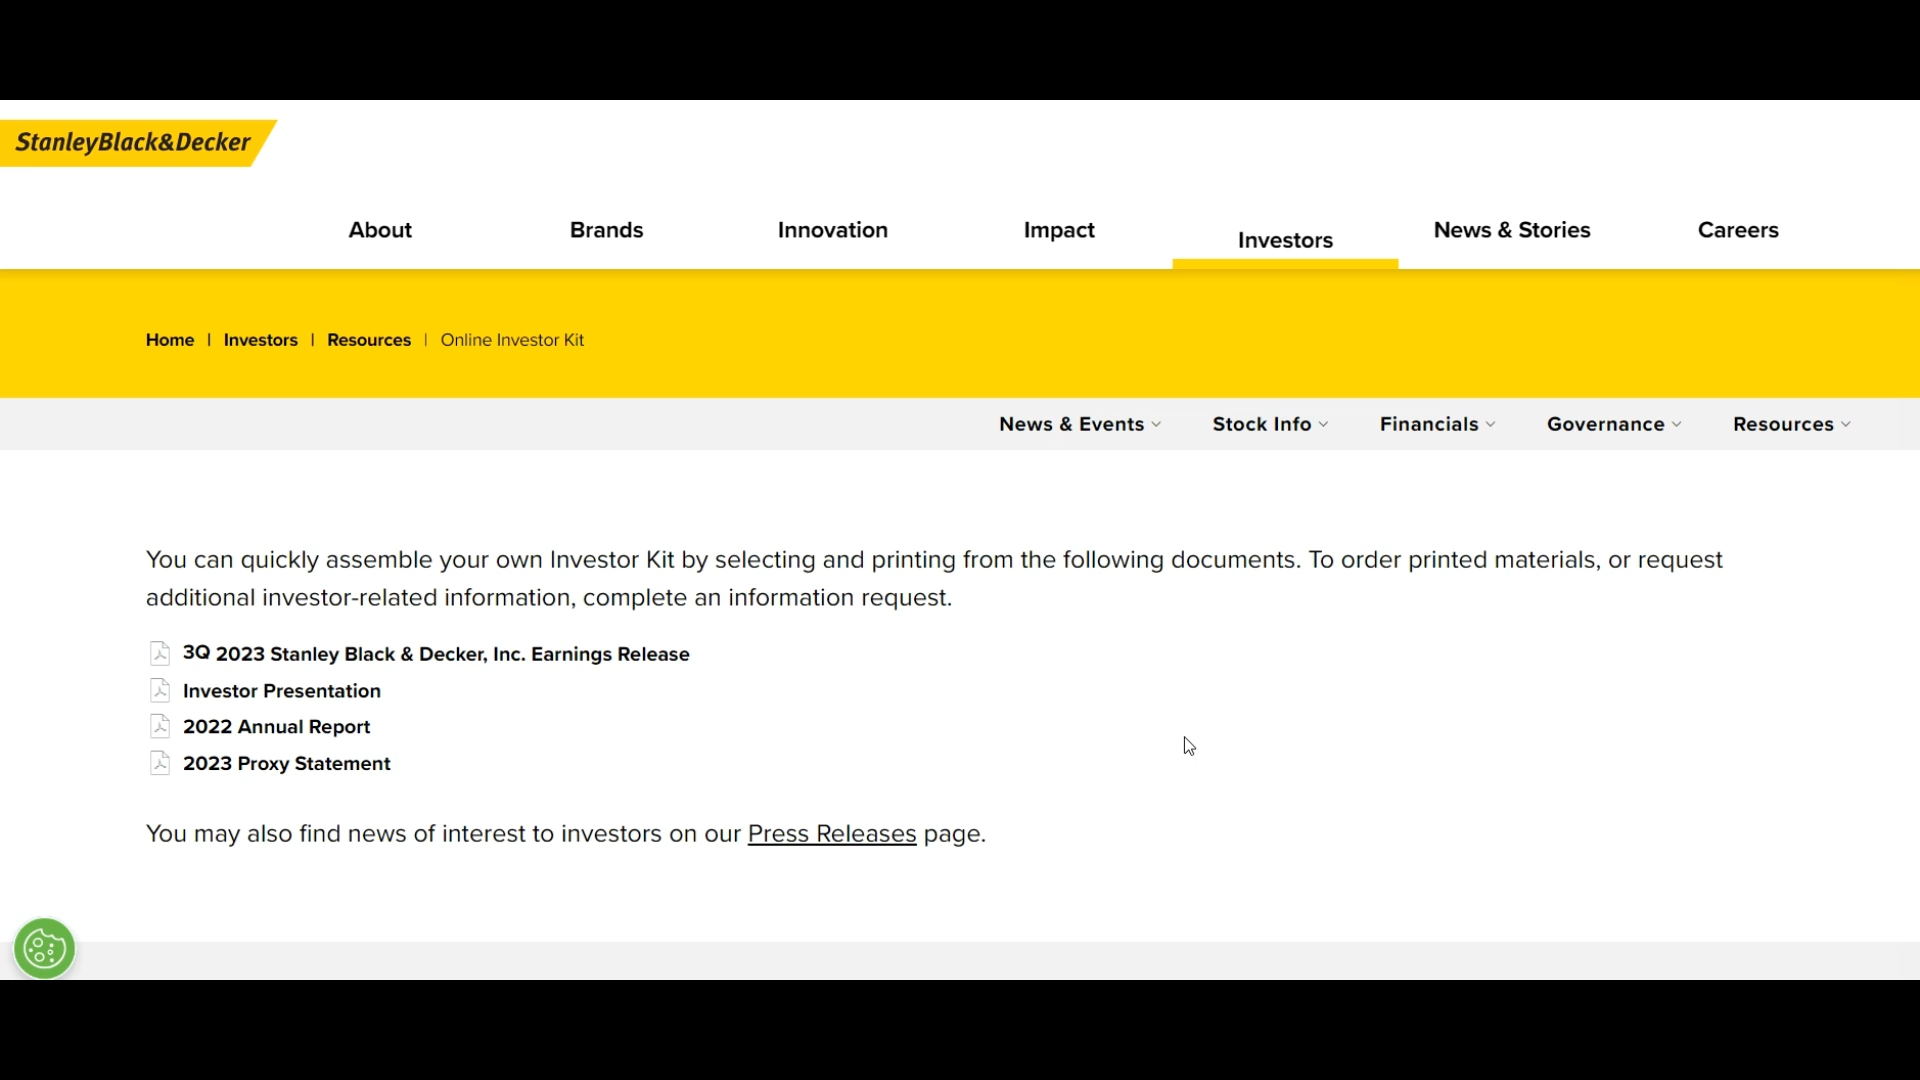 StanleyBlack&Decker
About Brands Innovation Impact Investors News & Stories Careers
Home | Investors | Resources | Online Investor Kit
News & Events Stock Info Financials Governance Resources
You can quickly assemble your own Investor Kit by selecting and printing from the following documents. To order printed materials, or request
additional investor-related information, complete an information request.
3Q 2023 Stanley Black & Decker, Inc. Earnings Release
Investor Presentation
2022 Annual Report
2023 Proxy Statement
You may also find news of interest to investors on our Press Releases page.